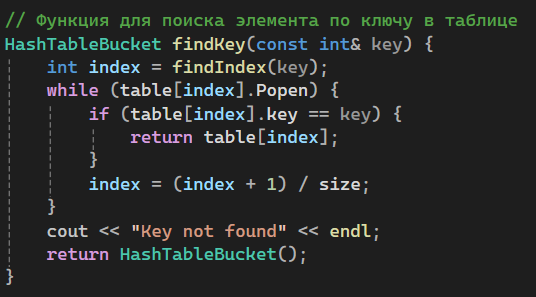 // Функция для поиска элемента по ключу в таблице
HashTableBucket findKey(const int& key) {
    int index = findIndex(key);
    while (table[index].Popen) {
        if (table[index].key == key) {
            return table[index];
        }
        index = (index + 1) / size;
    }
    cout << "Key not found" << endl;
    return HashTableBucket();
}